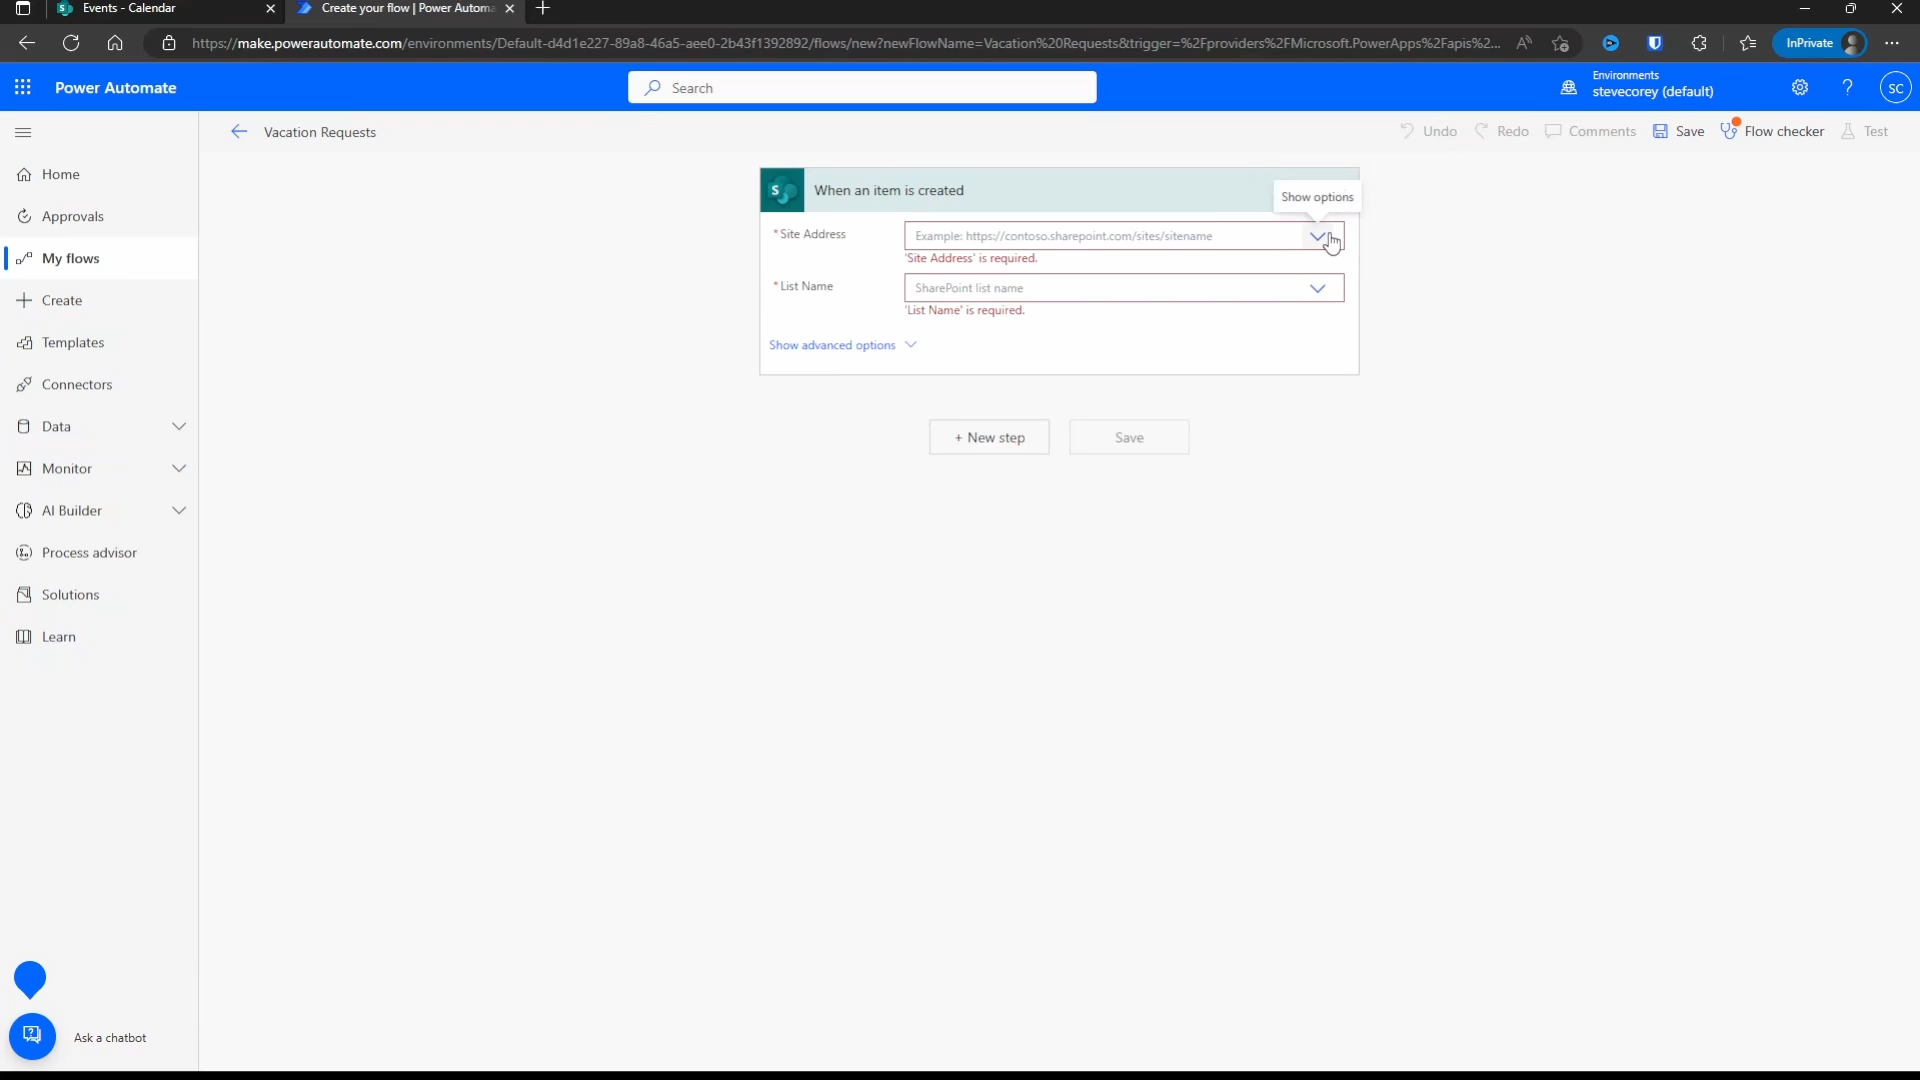 Events - Calendar
Create your flow | Power Automa
https://make.powerautomate.com/environments/Default-d4d1e227-89a8-46a5-aee0-2b43f1392892/flows/new?newFlowName=Vacation%20Requests&trigger=%2Fproviders%2FMicrosoft.PowerApps%2Fapis%2...
InPrivate
Power Automate
Search
Environments
stevecorey (default)
SC
Vacation Requests
Undo
Redo
Comments
Save
Flow checker
Test
Home
Approvals
My flows
Create
Templates
Connectors
Data
Monitor
AI Builder
Process advisor
Solutions
Learn
Ask a chatbot
S
When an item is created
Show options
*Site Address
Example: https://contoso.sharepoint.com/sites/sitename
'Site Address' is required.
*List Name
SharePoint list name
'List Name' is required.
Show advanced options
+ New step
Save